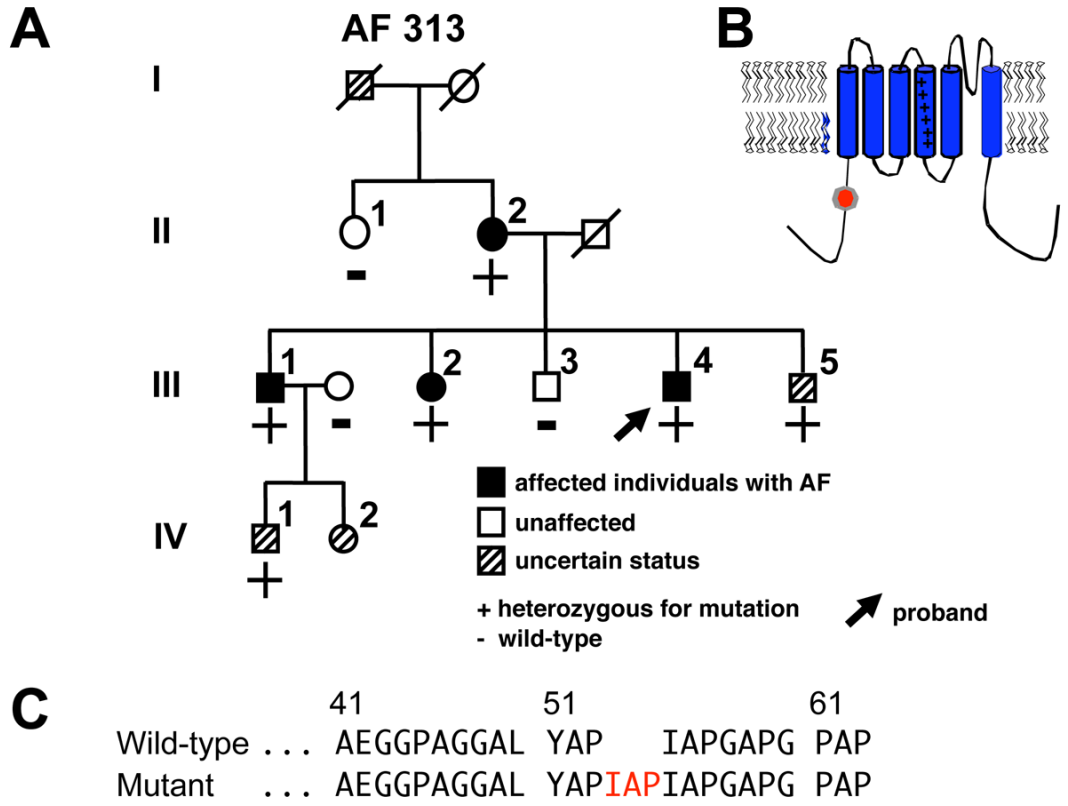 A
AF 313
B
I
II
1
2
-
+
III
1
2
3
4
5
+
-
+
-
+
+
IV
1
2
+
affected individuals with AF
unaffected
uncertain status
+ heterozygous for mutation
- wild-type
proband
+
+
+
+
+
+
C
41 51 61
Wild-type ... AEGGPAGGAL YAP IAPGAPG PAP
Mutant ... AEGGPAGGAL YAPIAPIAPGAPG PAP